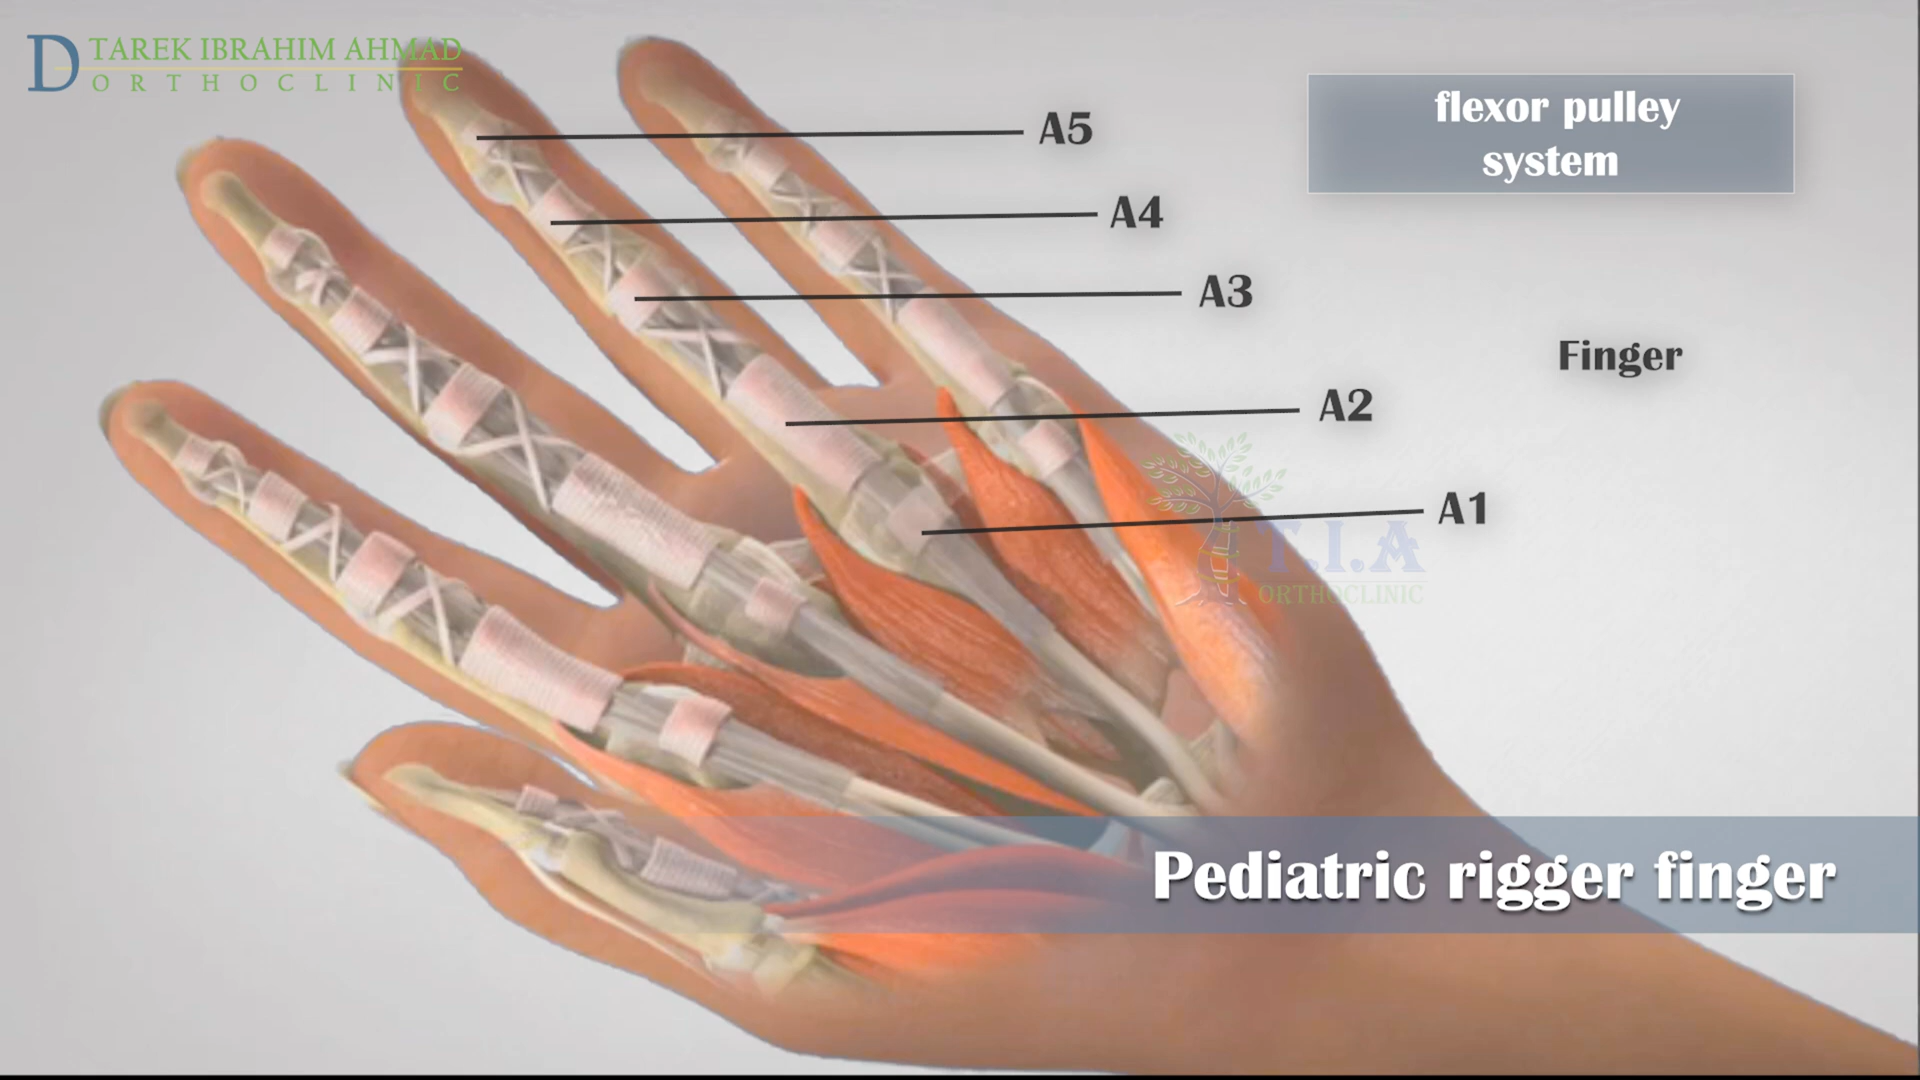 D TAREK IBRAHIM AHMAD
ORTHOCLINIC
flexor pulley
system
A5
A4
A3
Finger
A2
A1
T.I.A
ORTHOCLINIC
Pediatric rigger finger